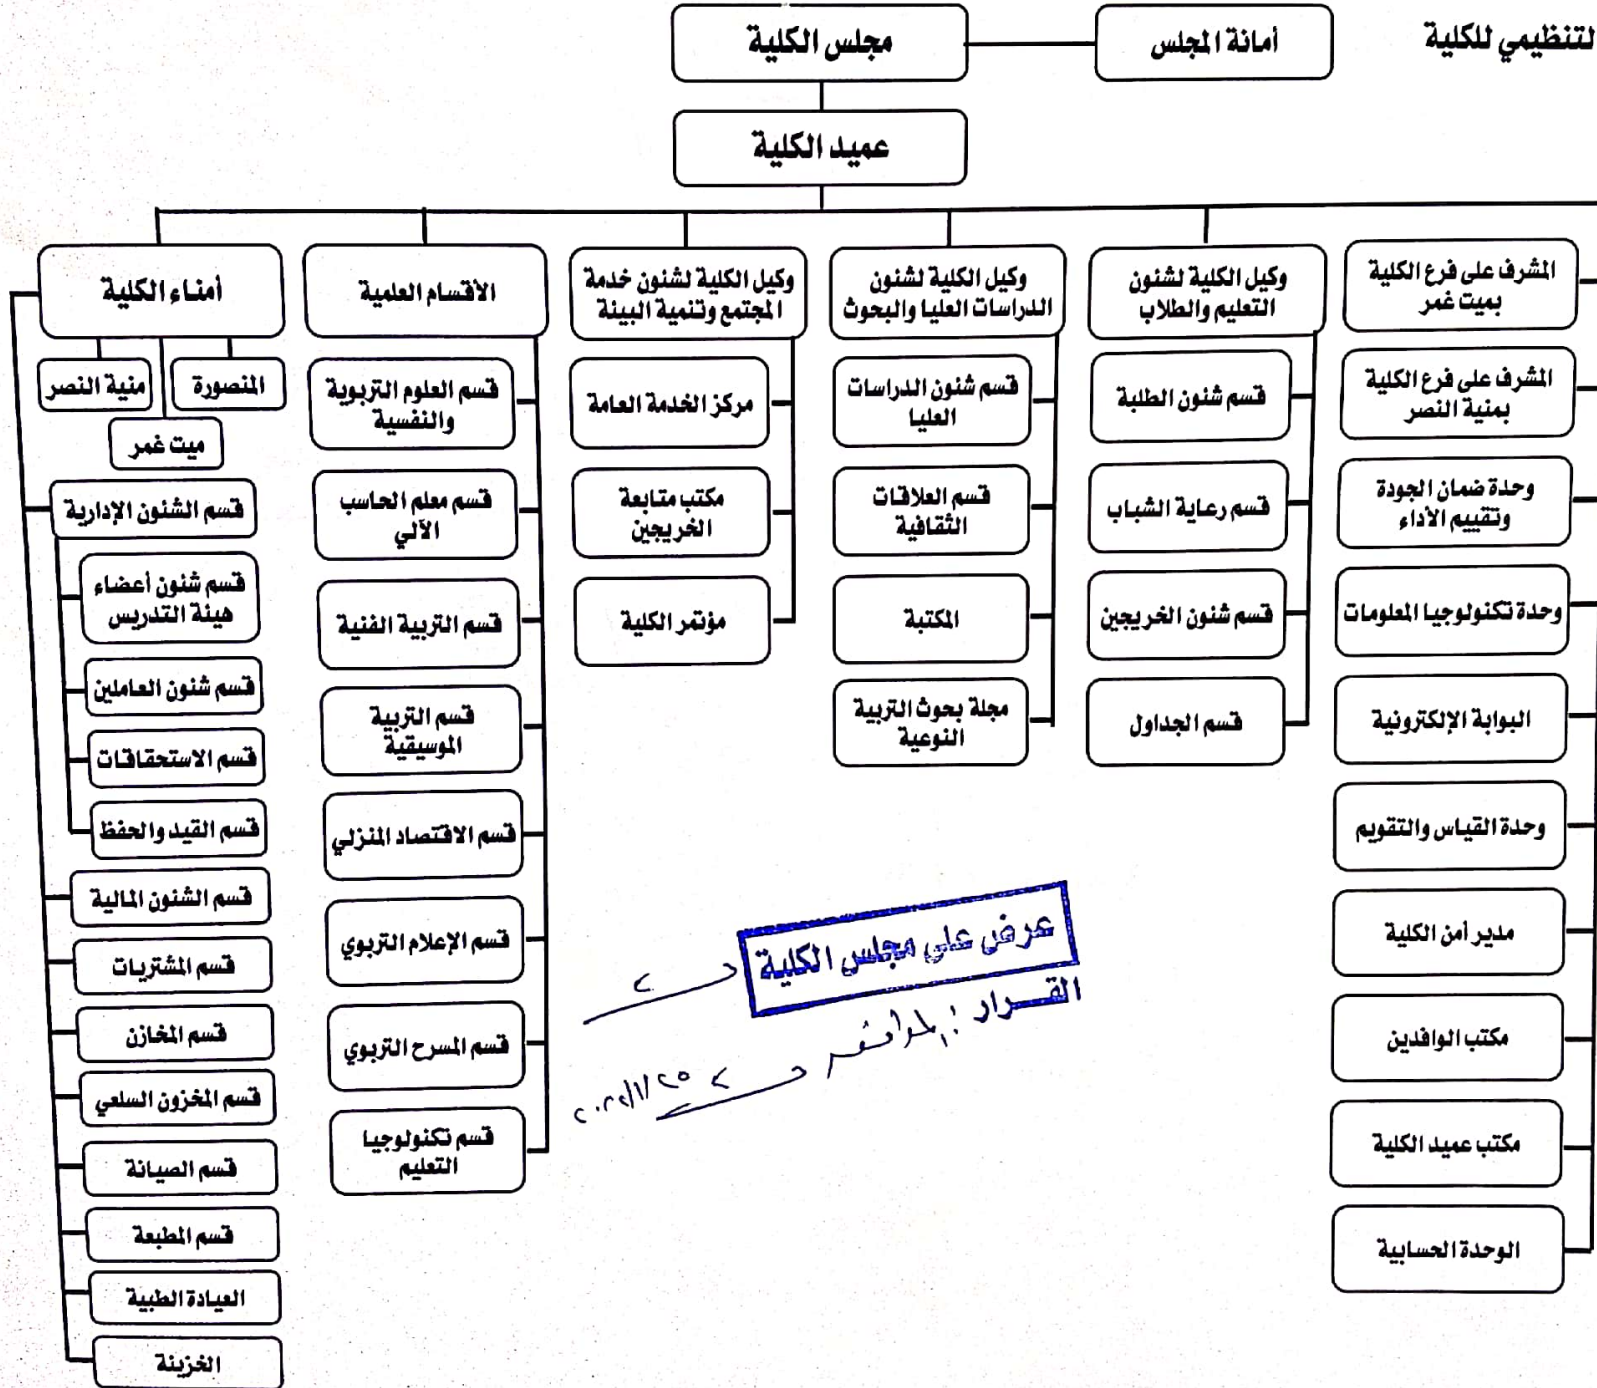 لتنظيمي للكلية
أمانة المجلس
مجلس الكلية
عميد الكلية
المشرف على فرع الكلية
بميت غمر
المشرف على فرع الكلية
بمنية النصر
وحدة ضمان الجودة
وتقييم الأداء
وحدة تكنولوجيا المعلومات
البوابة الإلكترونية
وحدة القياس والتقويم
مدير أمن الكلية
مكتب الوافدين
مكتب عميد الكلية
الوحدة الحسابية
وكيل الكلية لشئون
التعليم والطلاب
قسم شئون الطلبة
قسم رعاية الشباب
قسم شئون الخريجين
قسم الجداول
وكيل الكلية لشئون
الدراسات العليا والبحوث
قسم شئون الدراسات
العليا
قسم العلاقات
الثقافية
المكتبة
مجلة بحوث التربية
النوعية
وكيل الكلية لشئون خدمة
المجتمع وتنمية البيئة
مركز الخدمة العامة
مكتب متابعة
الخريجين
مؤتمر الكلية
الأقسام العلمية
قسم العلوم التربوية
والنفسية
قسم معلم الحاسب
الآلي
قسم التربية الفنية
قسم التربية
الموسيقية
قسم الاقتصاد المنزلي
قسم الإعلام التربوي
قسم المسرح التربوي
قسم تكنولوجيا
التعليم
أمناء الكلية
المنصورة
منية النصر
ميت غمر
قسم الشئون الإدارية
قسم شئون أعضاء
هيئة التدريس
قسم شئون العاملين
قسم الاستحقاقات
قسم القيد والحفظ
قسم الشئون المالية
قسم المشتريات
قسم المخازن
قسم المخزون السلعي
قسم الصيانة
قسم المطبعة
العيادة الطبية
الخزينة
عرض علي مجلس الكلية
القــرار :